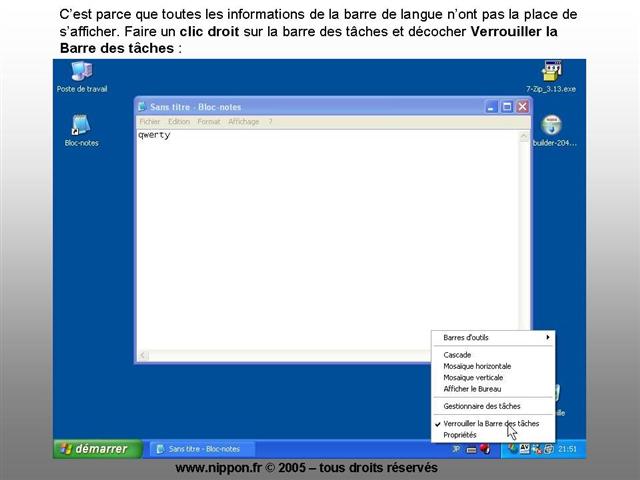 C’est parce que toutes les informations de la barre de langue n’ont pas la place de
s’afficher. Faire un clic droit sur la barre des tâches et décocher Verrouiller la
Barre des tâches :
Poste de travail
7-Zip_3.13.exe
Sans titre - Bloc-notes
Fichier Edition Format Affichage ?
qwerty
Bloc-notes
builder-204...
Barres d'outils
Cascade
Mosaïque horizontale
Mosaïque verticale
Afficher le Bureau
Gestionnaire des tâches
Verrouiller la Barre des tâches
Propriétés
démarrer
Sans titre - Bloc-notes
JP
21:51
www.nippon.fr © 2005 – tous droits réservés